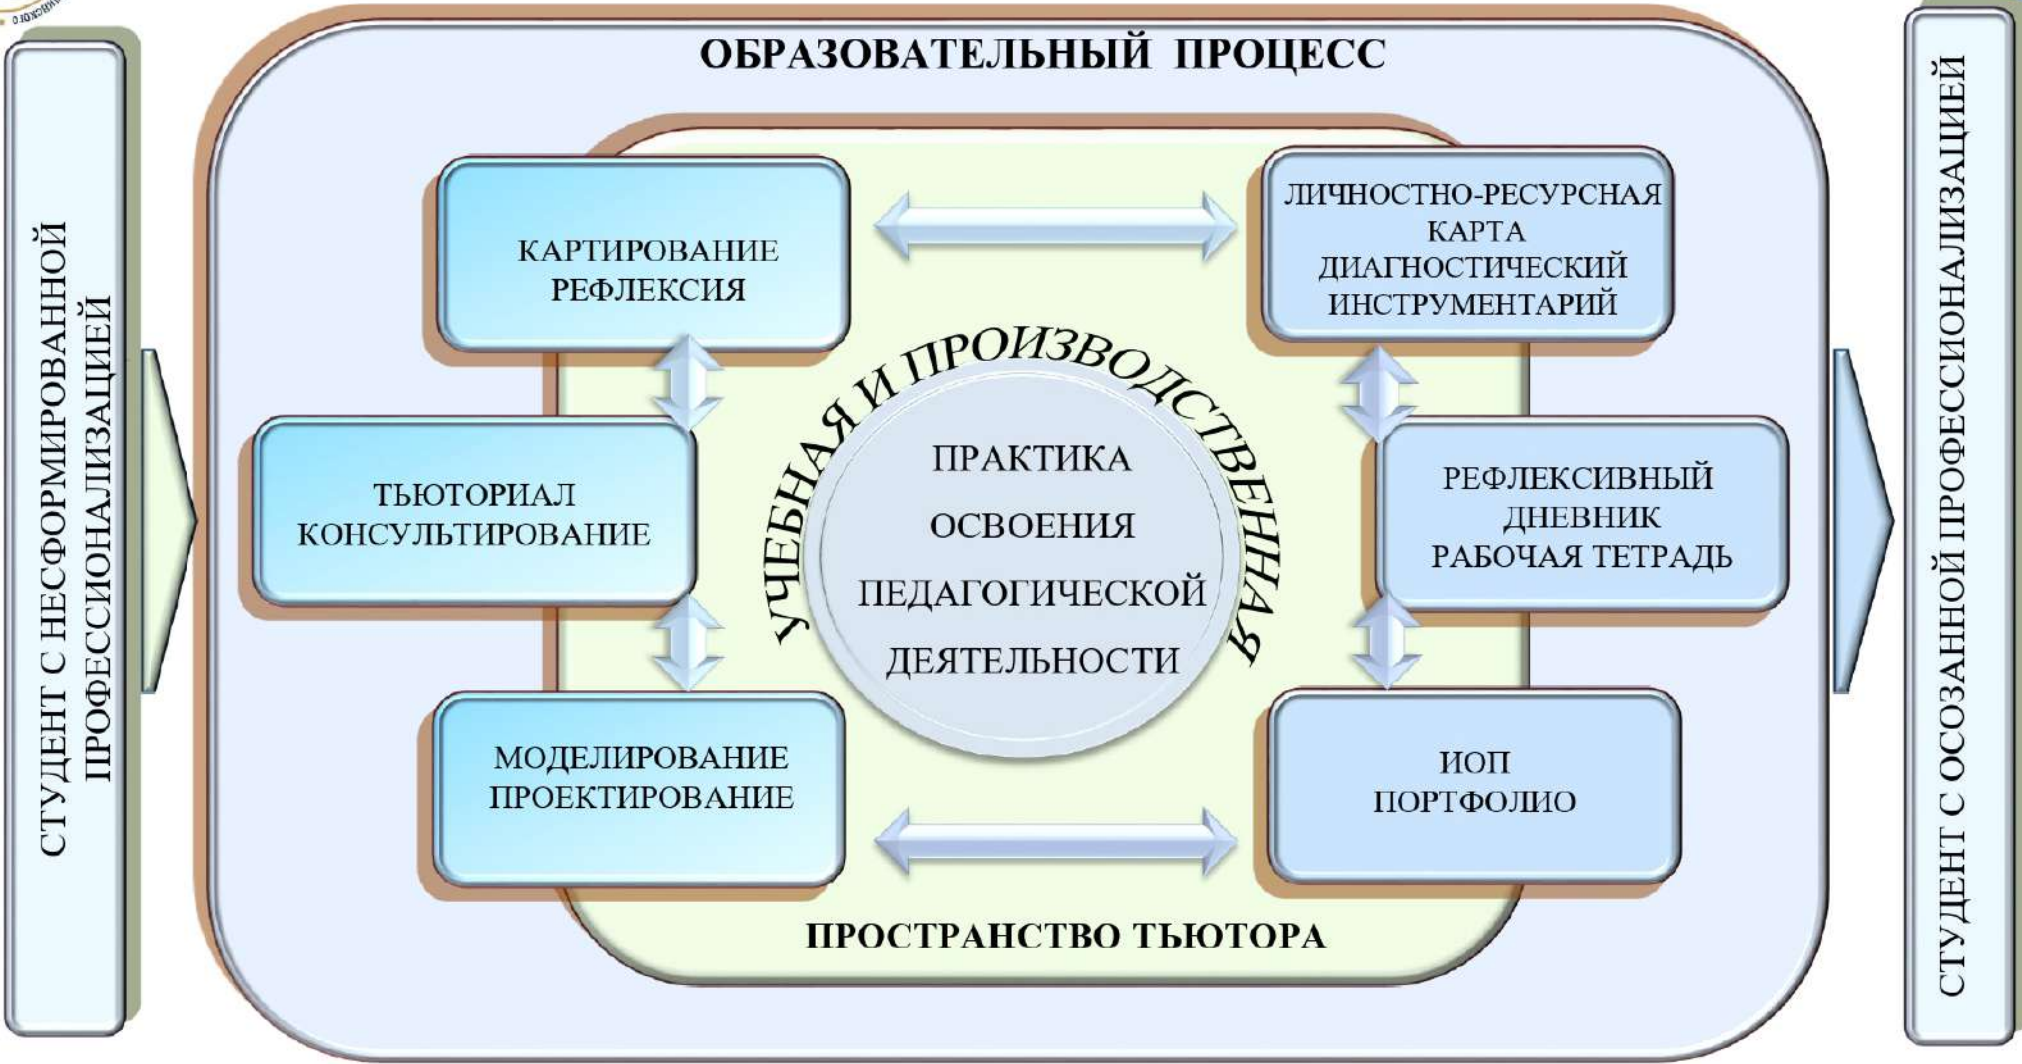 ОБРАЗОВАТЕЛЬНЫЙ ПРОЦЕСС
СТУДЕНТ С НЕСФОРМИРОВАННОЙ
ПРОФЕССИОНАЛИЗАЦИЕЙ
КАРТИРОВАНИЕ
РЕФЛЕКСИЯ
ЛИЧНОСТНО-РЕСУРСНАЯ
КАРТА
ДИАГНОСТИЧЕСКИЙ
ИНСТРУМЕНТАРИЙ
ТЬЮТОРИАЛ
КОНСУЛЬТИРОВАНИЕ
УЧЕБНАЯ И ПРОИЗВОДСТВЕННАЯ
ПРАКТИКА
ОСВОЕНИЯ
ПЕДАГОГИЧЕСКОЙ
ДЕЯТЕЛЬНОСТИ
РЕФЛЕКСИВНЫЙ
ДНЕВНИК
РАБОЧАЯ ТЕТРАДЬ
МОДЕЛИРОВАНИЕ
ПРОЕКТИРОВАНИЕ
ИОП
ПОРТФОЛИО
ПРОСТРАНСТВО ТЬЮТОРА
СТУДЕНТ С ОСОЗАННОЙ ПРОФЕССИОНАЛИЗАЦИЕЙ